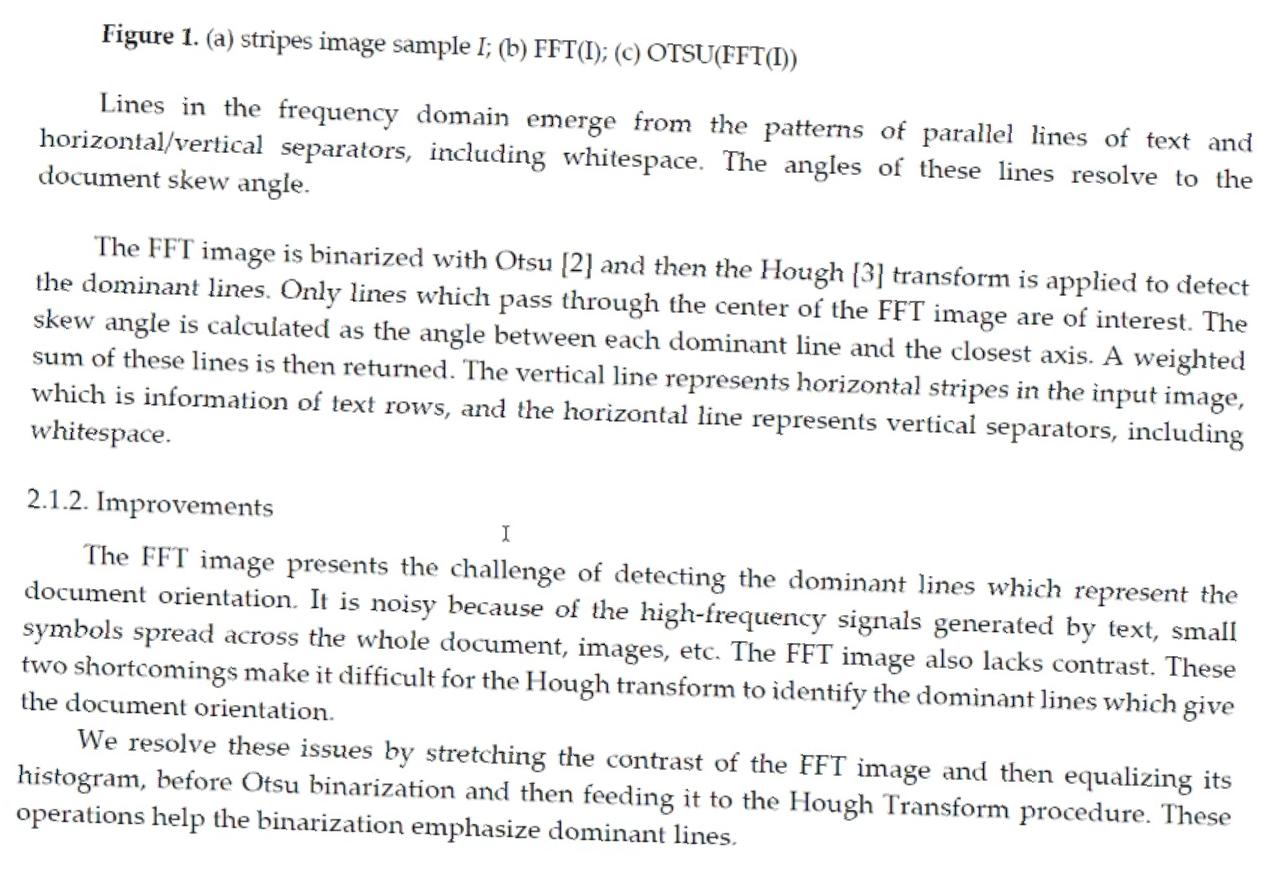 Figure 1. (a) stripes image sample I; (b) FFT(I); (c) OTSU(FFT(I))
Lines in the frequency domain emerge from the patterns of parallel lines of text and
horizontal/vertical separators, including whitespace. The angles of these lines resolve to the
document skew angle.
The FFT image is binarized with Otsu [2] and then the Hough [3] transform is applied to detect
the dominant lines. Only lines which pass through the center of the FFT image are of interest. The
skew angle is calculated as the angle between each dominant line and the closest axis. A weighted
sum of these lines is then returned. The vertical line represents horizontal stripes in the input image,
which is information of text rows, and the horizontal line represents vertical separators, including
whitespace.
2.1.2. Improvements
The FFT image presents the challenge of detecting the dominant lines which represent the
document orientation. It is noisy because of the high-frequency signals generated by text, small
symbols spread across the whole document, images, etc. The FFT image also lacks contrast. These
two shortcomings make it difficult for the Hough transform to identify the dominant lines which give
the document orientation.
We resolve these issues by stretching the contrast of the FFT image and then equalizing its
histogram, before Otsu binarization and then feeding it to the Hough Transform procedure. These
operations help the binarization emphasize dominant lines.